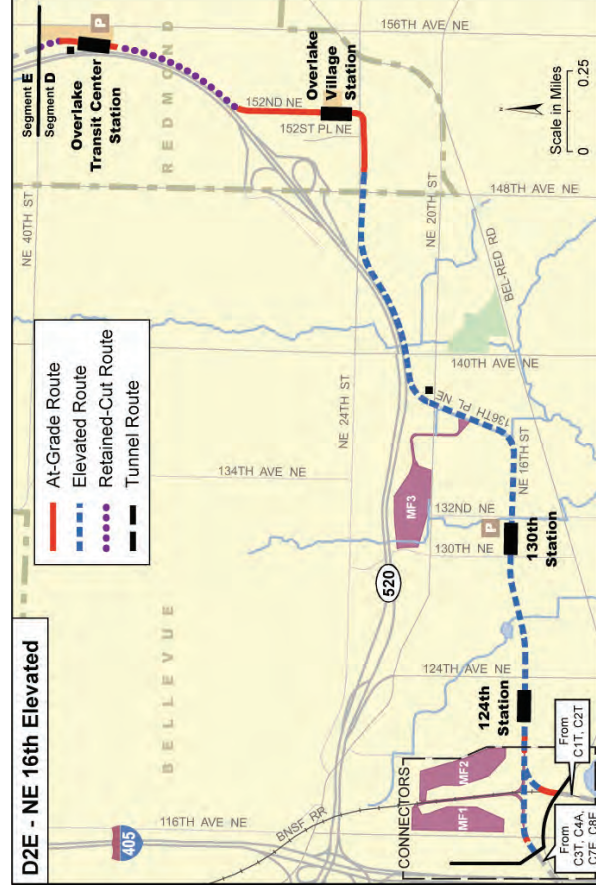 D2E - NE 16th Elevated
At-Grade Route
Elevated Route
Retained-Cut Route
Tunnel Route
BELLEVUE
REDMOND
405
520
116TH AVE NE
BNSF RR
CONNECTORS
MF1
MF2
MF3
From
C3T, C4A,
C7E, C8E
From
C1T, C2T
124th
Station
124TH AVE NE
130th
Station
P
130TH AVE NE
132ND NE
134TH AVE NE
NE 16TH ST
136TH PL NE
140TH AVE NE
NE 24TH ST
NE 20TH ST
BEL-RED RD
148TH AVE NE
NE 40TH ST
152ST PL NE
152ND NE
Overlake
Village
Station
156TH AVE NE
Segment E
Segment D
Overlake
Transit Center
Station
P
Scale in Miles
0
0.25